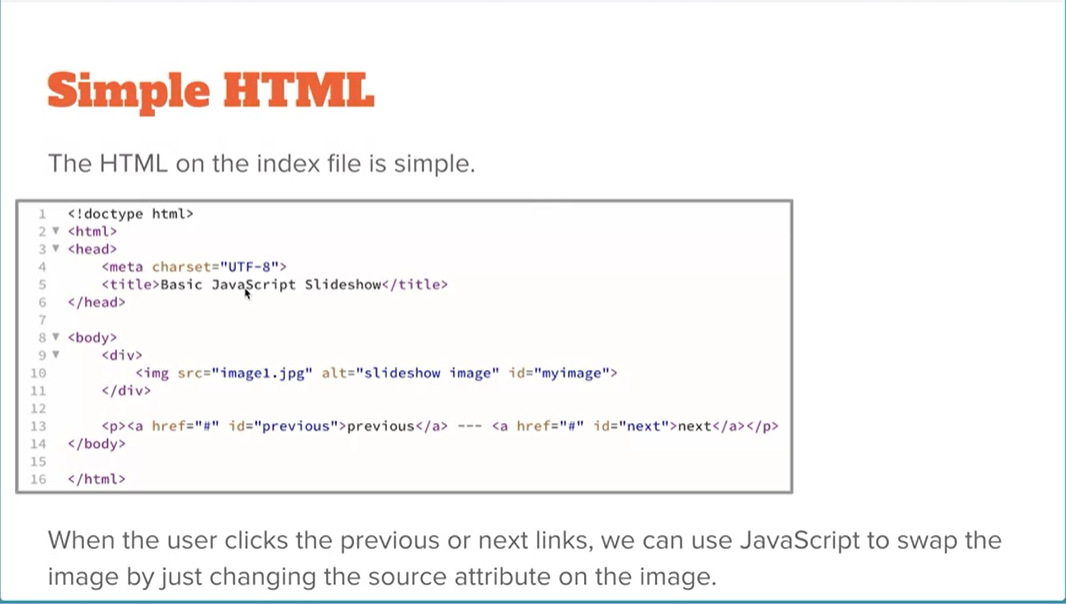 Simple HTML
The HTML on the index file is simple.
1 <!doctype html>
2 ▼ <html>
3 ▼ <head>
4 <meta charset="UTF-8">
5 <title>Basic JavaScript Slideshow</title>
6 </head>
7
8 ▼ <body>
9 ▼ <div>
10 <img src="image1.jpg" alt="slideshow image" id="myimage">
11 </div>
12
13 <p><a href="#" id="previous">previous</a> --- <a href="#" id="next">next</a></p>
14 </body>
15
16 </html>
When the user clicks the previous or next links, we can use JavaScript to swap the
image by just changing the source attribute on the image.